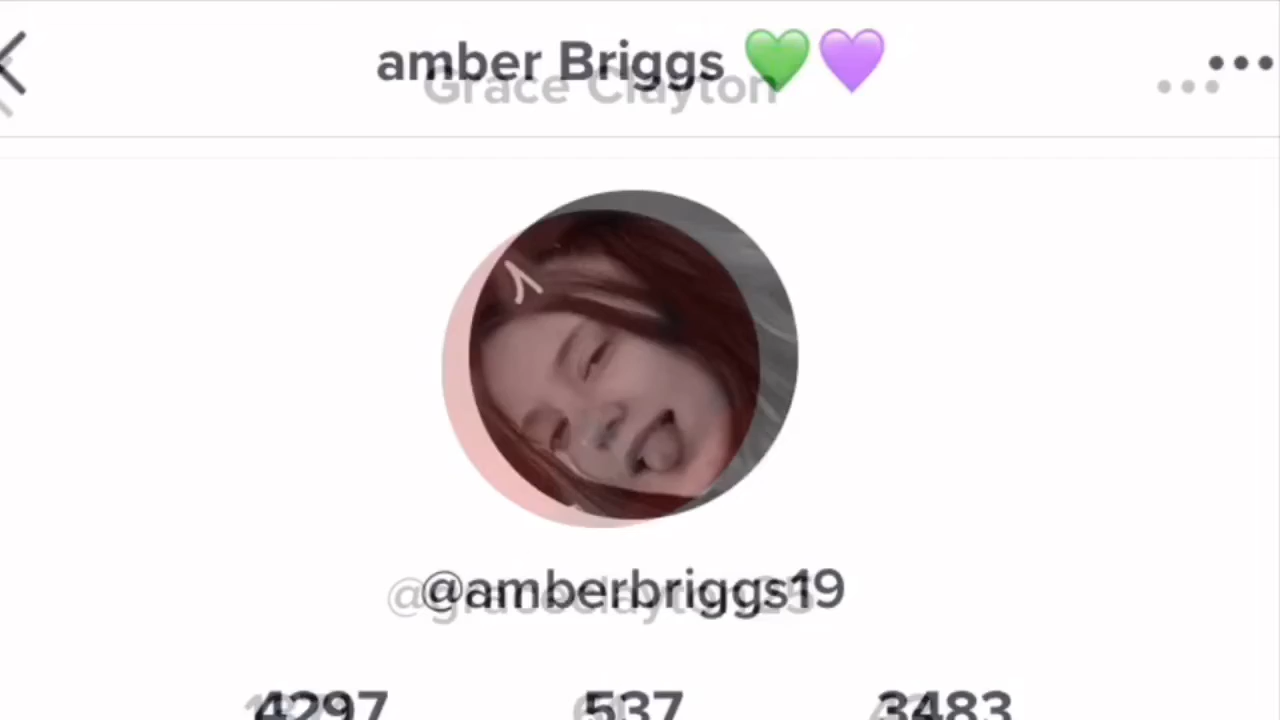 amber Briggs 💚💜
Grace Clayton
@amberbriggs19
4297 537 3483